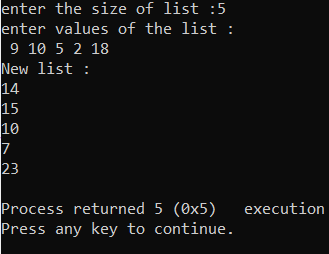 enter the size of list :5
enter values of the list :
 9 10 5 2 18
New list :
14
15
10
7
23
Process returned 5 (0x5)   execution
Press any key to continue.